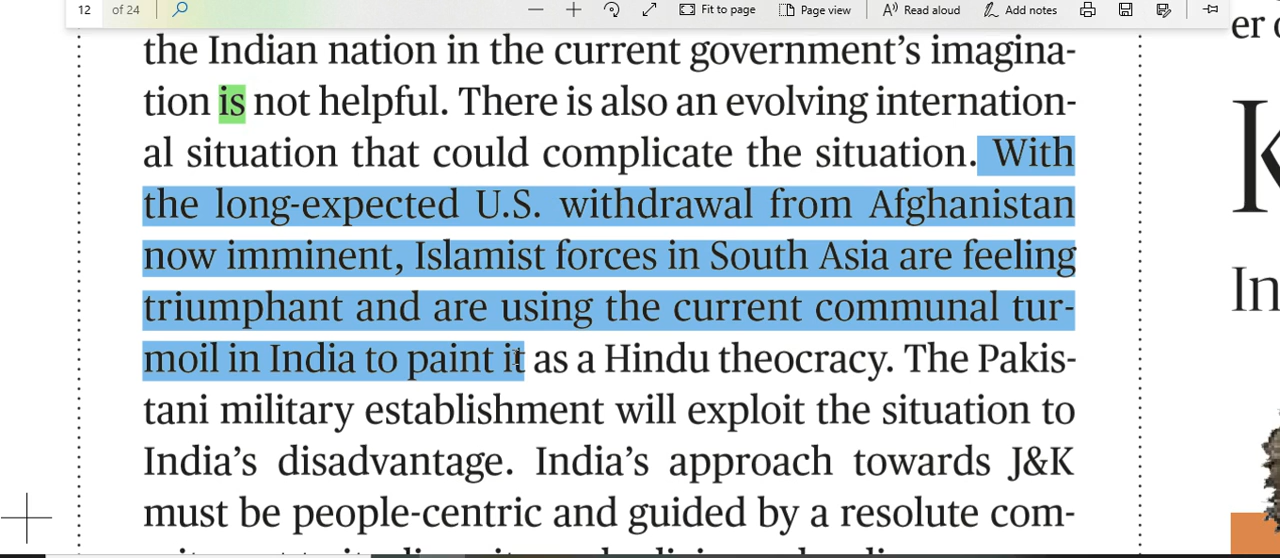 12 of 24 Fit to page Page view Read aloud Add notes
the Indian nation in the current government’s imagina-
tion is not helpful. There is also an evolving internation-
al situation that could complicate the situation. With
the long-expected U.S. withdrawal from Afghanistan
now imminent, Islamist forces in South Asia are feeling
triumphant and are using the current communal tur-
moil in India to paint it as a Hindu theocracy. The Pakis-
tani military establishment will exploit the situation to
India’s disadvantage. India’s approach towards J&K
must be people-centric and guided by a resolute com-
er
K
In